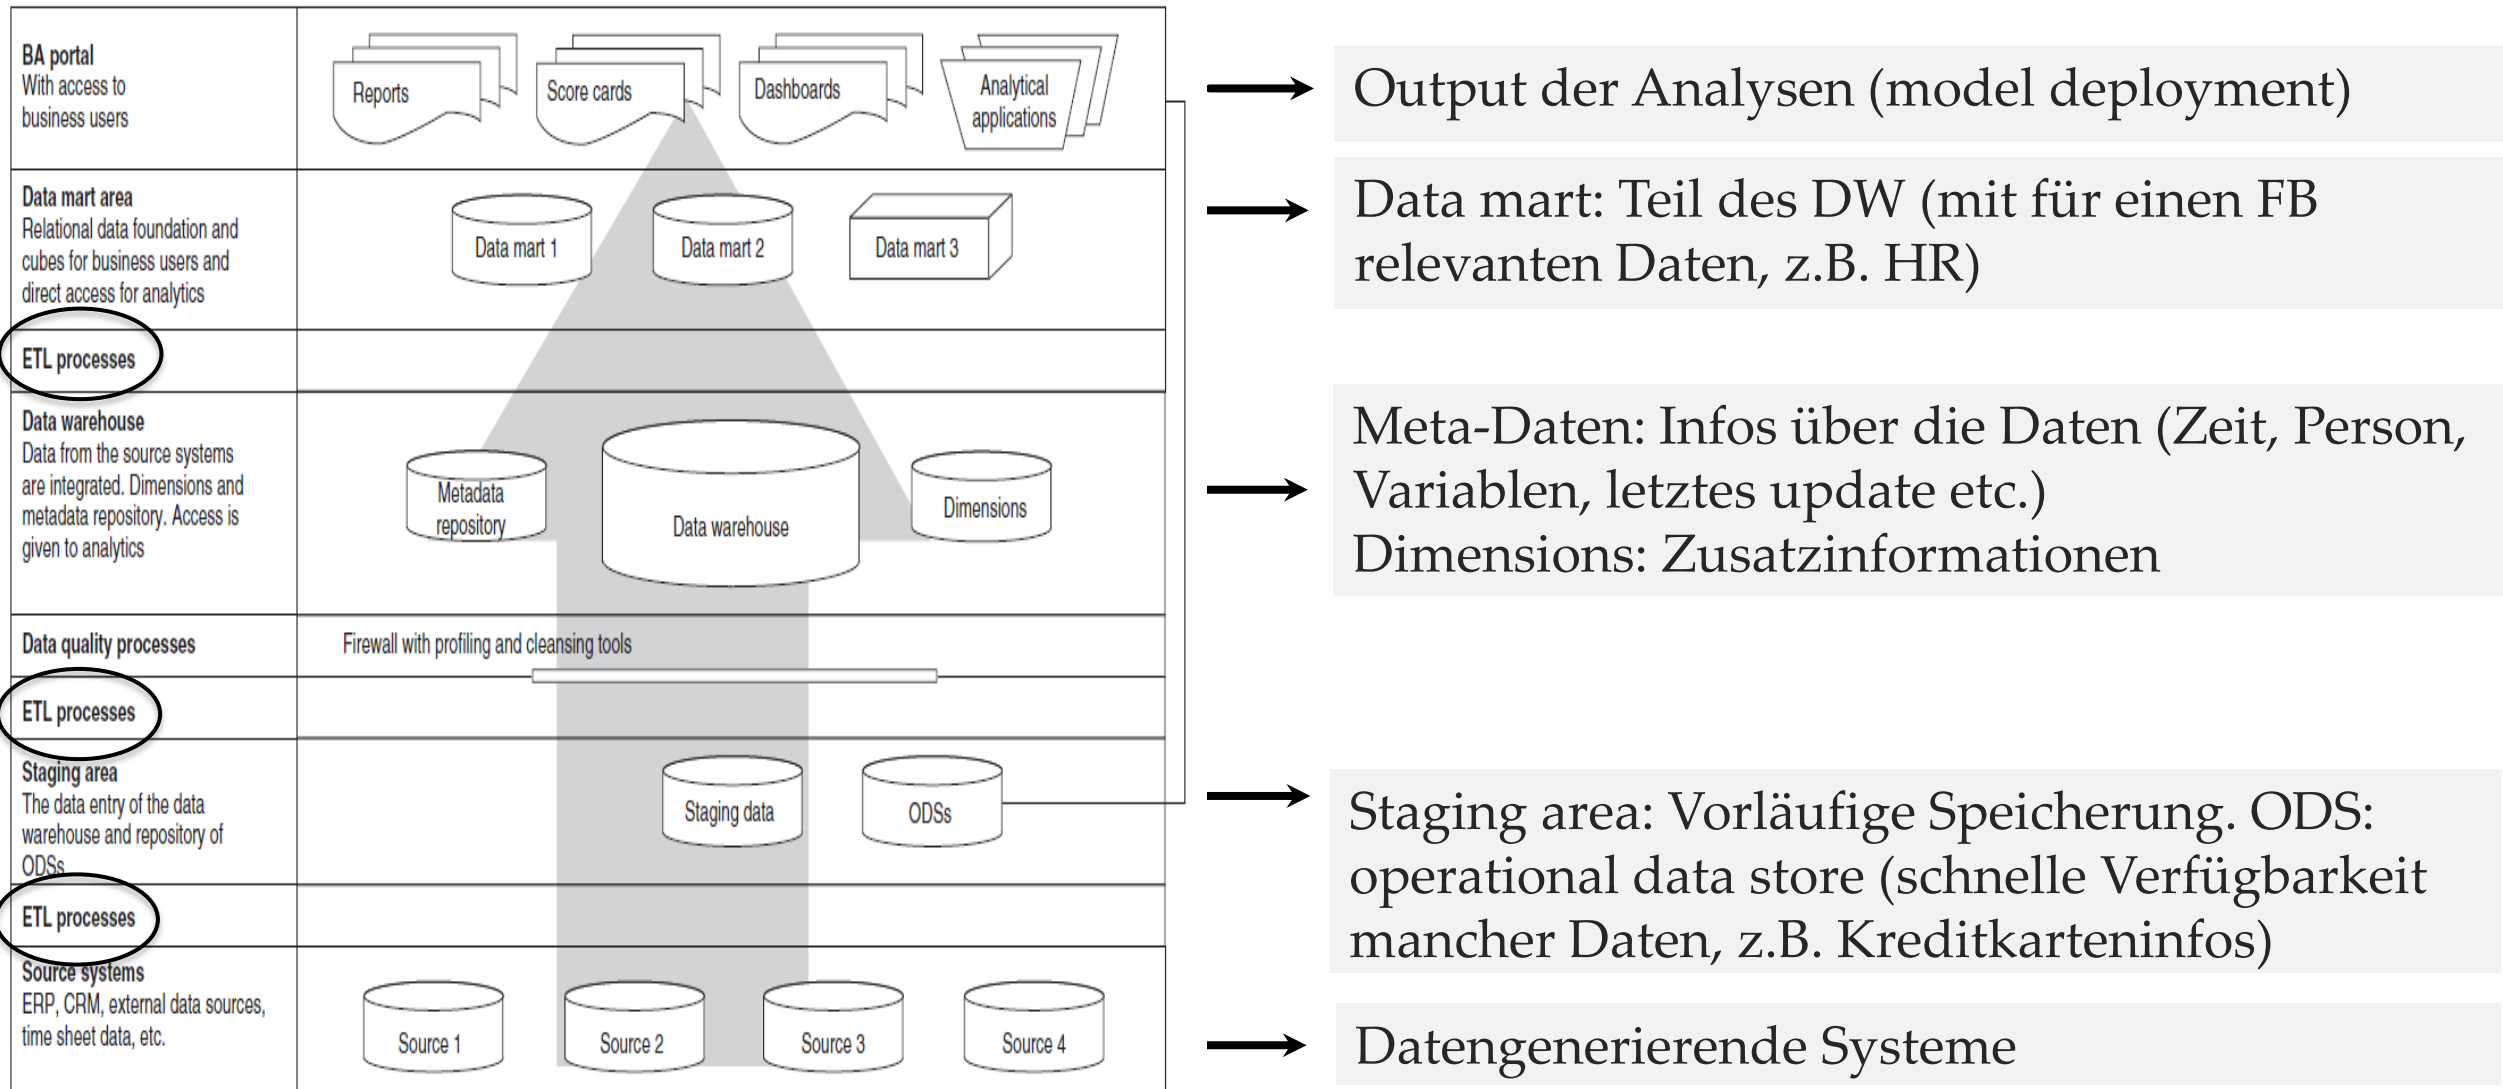 BA portal
With access to
business users
Reports
Score cards
Dashboards
Analytical
applications
Output der Analysen (model deployment)
Data mart area
Relational data foundation and
cubes for business users and
direct access for analytics
Data mart 1
Data mart 2
Data mart 3
Data mart: Teil des DW (mit für einen FB
relevanten Daten, z.B. HR)
ETL processes
Data warehouse
Data from the source systems
are integrated. Dimensions and
metadata repository. Access is
given to analytics
Metadata
repository
Data warehouse
Dimensions
Meta-Daten: Infos über die Daten (Zeit, Person,
Variablen, letztes update etc.)
Dimensions: Zusatzinformationen
Data quality processes
Firewall with profiling and cleansing tools
ETL processes
Staging area
The data entry of the data
warehouse and repository of
ODSs
Staging data
ODSs
Staging area: Vorläufige Speicherung. ODS:
operational data store (schnelle Verfügbarkeit
mancher Daten, z.B. Kreditkarteninfos)
ETL processes
Source systems
ERP, CRM, external data sources,
time sheet data, etc.
Source 1
Source 2
Source 3
Source 4
Datengenerierende Systeme